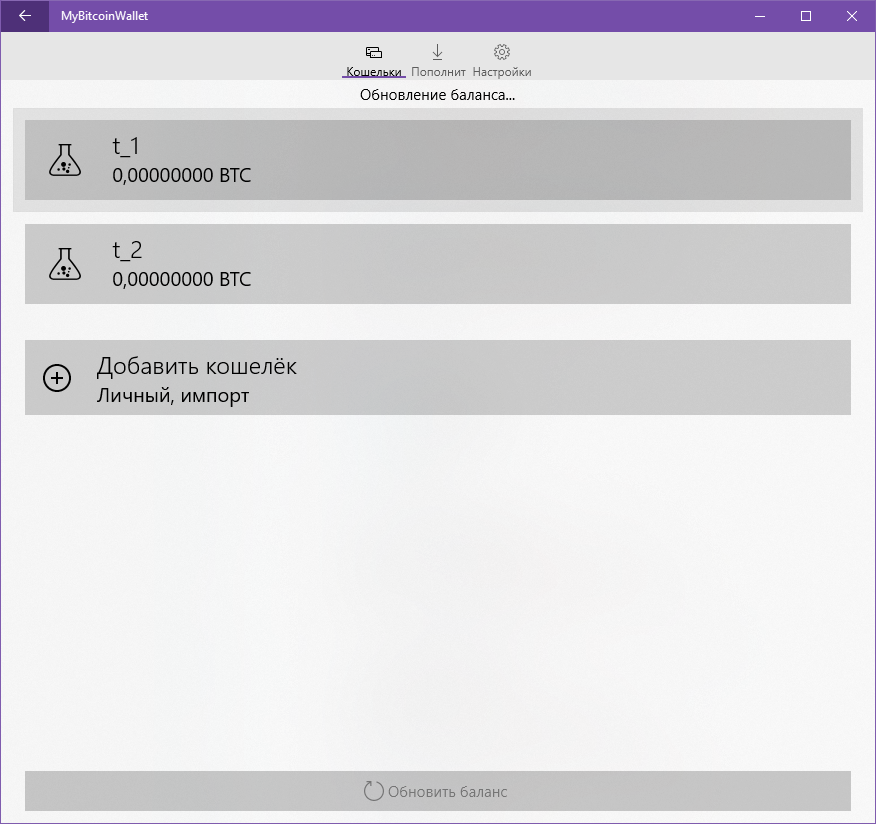 MyBitcoinWallet
Кошельки Пополнит Настройки
Обновление баланса...
t_1
0,00000000 BTC
t_2
0,00000000 BTC
Добавить кошелёк
Личный, импорт
Обновить баланс